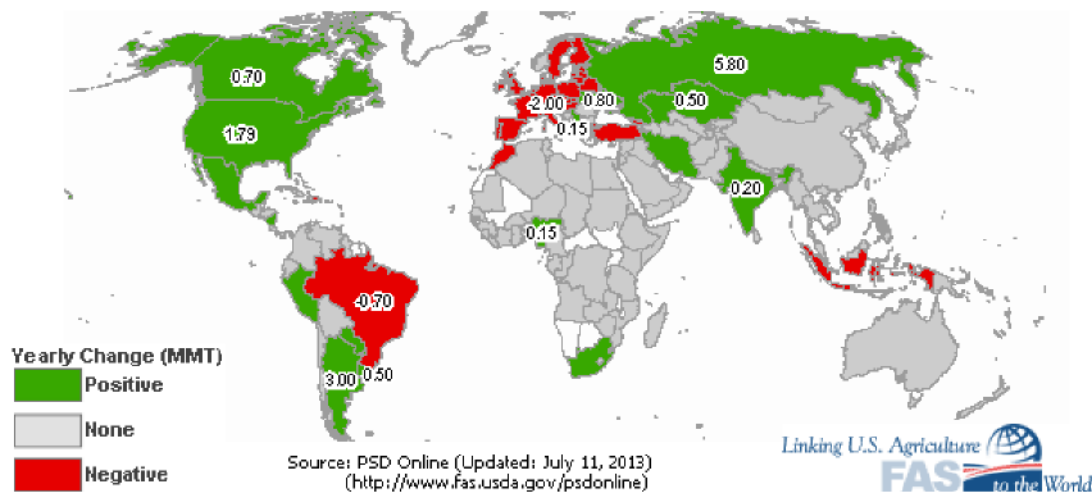 0.70
5.80
1.79
-2.00
0.80
0.50
0.15
0.20
0.15
-0.70
3.00
0.50
Yearly Change (MMT)
Positive
None
Negative
Source: PSD Online (Updated: July 11, 2013)
(http://www.fas.usda.gov/psdonline)
Linking U.S. Agriculture
FAS
to the World